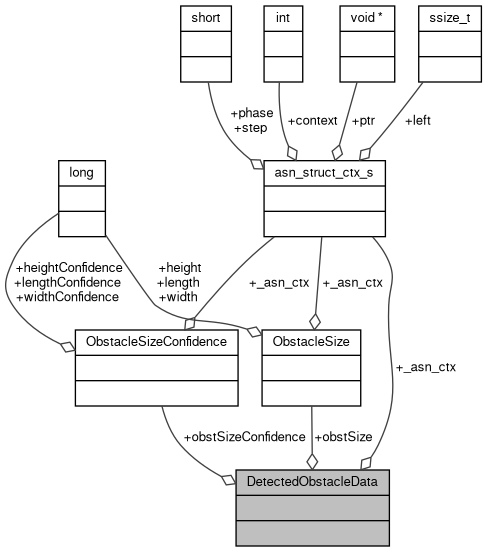 short
int
void *
ssize_t
+phase
+step
+context
+ptr
+left
long
asn_struct_ctx_s
+heightConfidence
+lengthConfidence
+widthConfidence
+height
+length
+width
+_asn_ctx
+_asn_ctx
ObstacleSizeConfidence
ObstacleSize
+_asn_ctx
+obstSizeConfidence
+obstSize
DetectedObstacleData